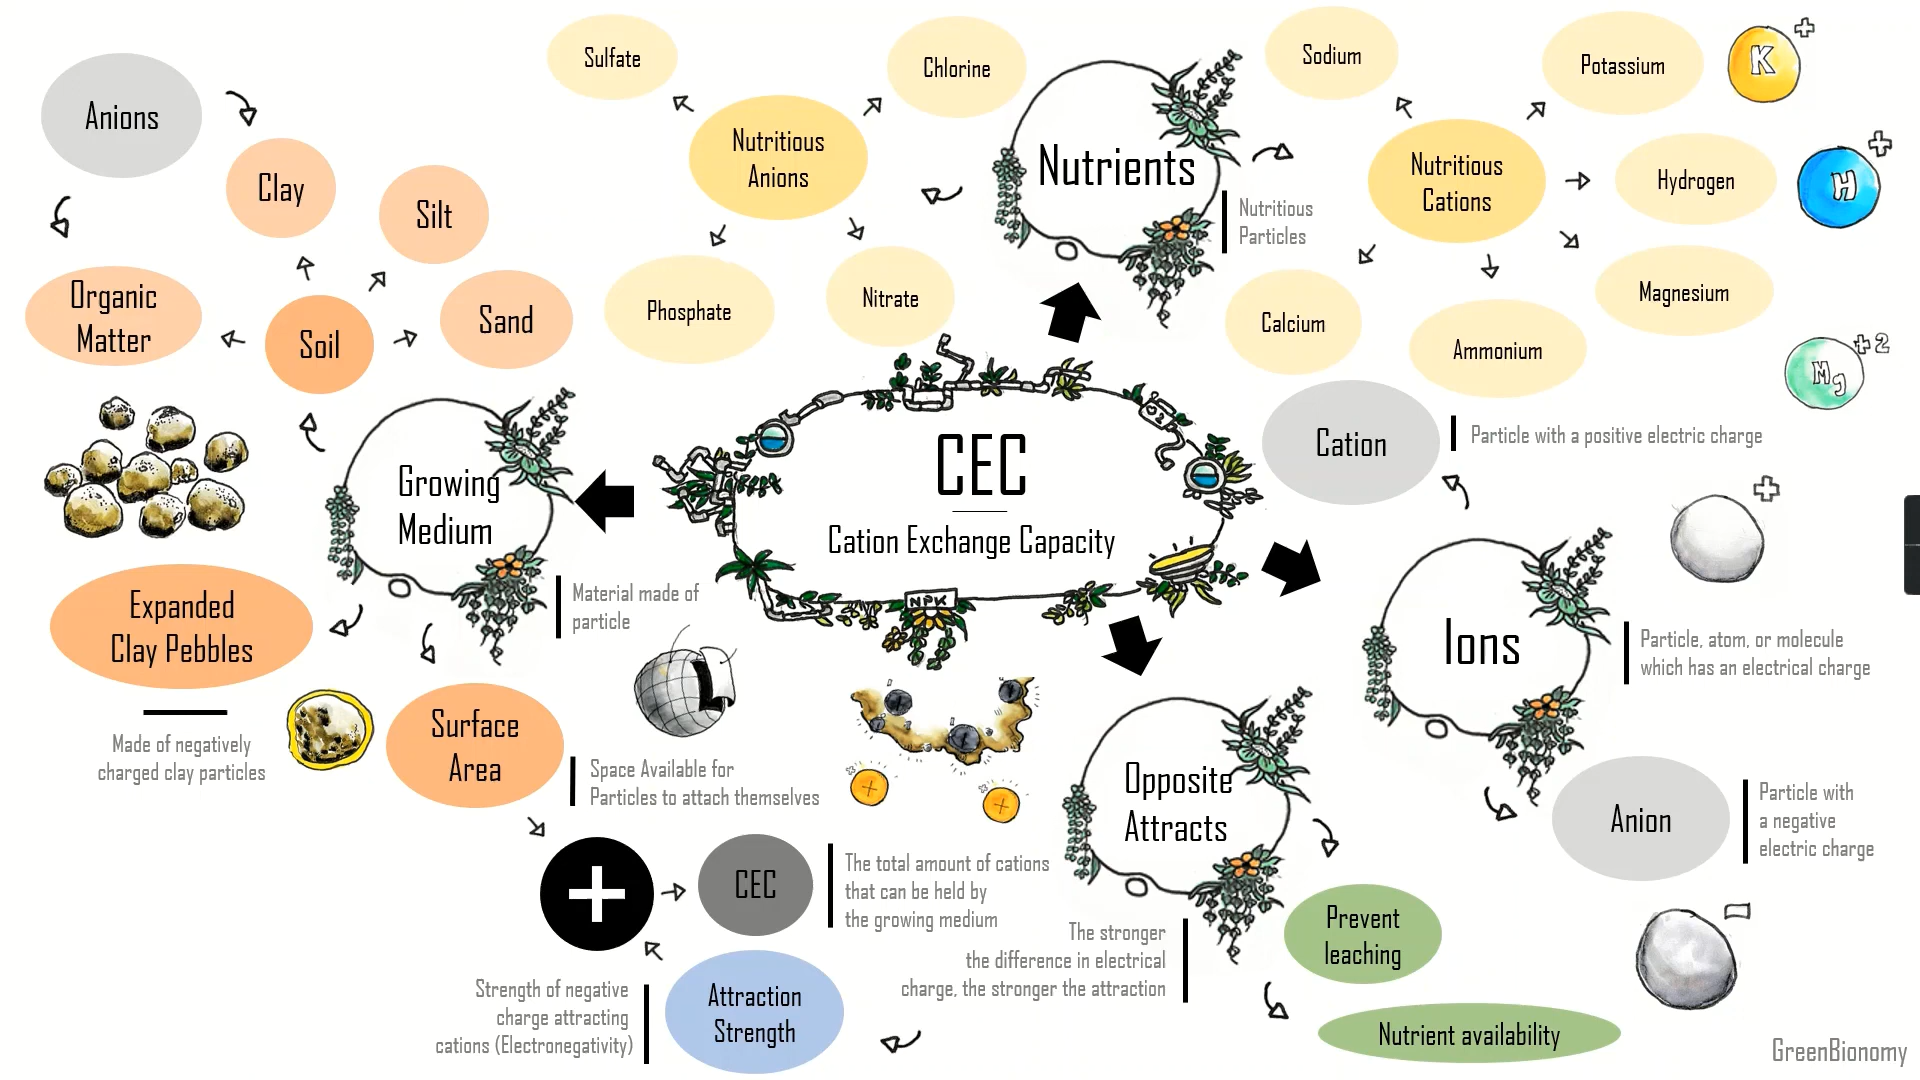 Sulfate
Chlorine
Sodium
Potassium
K
+
Anions
Nutritious
Anions
Nutrients
Nutritious
Cations
Hydrogen
H
+
Clay
Silt
Nutritious
Particles
Organic
Matter
Soil
Sand
Phosphate
Nitrate
Calcium
Ammonium
Magnesium
Mg
+2
CEC
Cation Exchange Capacity
O2
NPK
Cation
Particle with a positive electric charge
+
Growing
Medium
Material made of
particle
Expanded
Clay Pebbles
Made of negatively
charged clay particles
Ions
Particle, atom, or molecule
which has an electrical charge
Surface
Area
Space Available for
Particles to attach themselves
+
+
Opposite
Attracts
Anion
Particle with
a negative
electric charge
+
CEC
The total amount of cations
that can be held by
the growing medium
The stronger
the difference in electrical
charge, the stronger the attraction
Prevent
leaching
Strength of negative
charge attracting
cations (Electronegativity)
Attraction
Strength
Nutrient availability
GreenBionomy